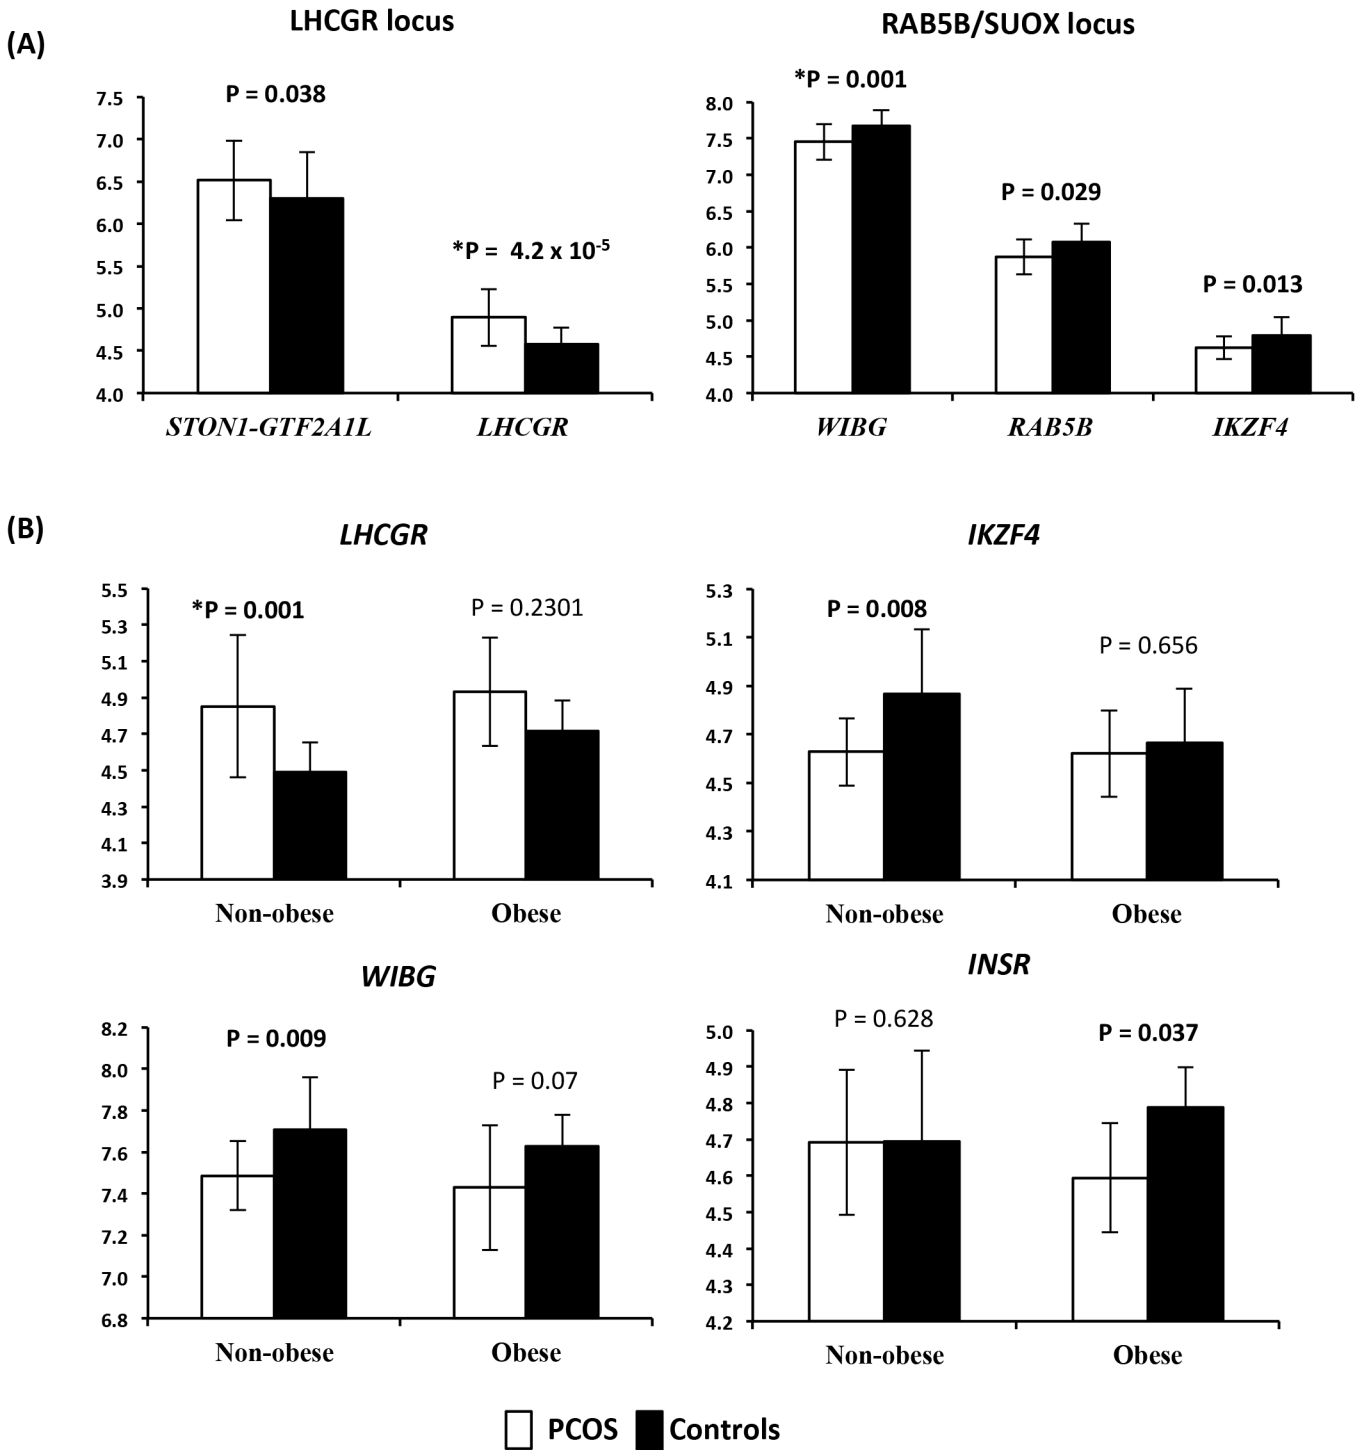 (A)
LHCGR locus
RAB5B/SUOX locus
P = 0.038
*P = 4.2 x 10⁻⁵
7.5
7.0
6.5
6.0
5.5
5.0
4.5
4.0
STON1-GTF2A1L LHCGR
*P = 0.001
P = 0.029
P = 0.013
8.0
7.5
7.0
6.5
6.0
5.5
5.0
4.5
4.0
WIBG RAB5B IKZF4
(B)
LHCGR
*P = 0.001
P = 0.2301
5.5
5.3
5.1
4.9
4.7
4.5
4.3
4.1
3.9
Non-obese Obese
IKZF4
P = 0.008
P = 0.656
5.3
5.1
4.9
4.7
4.5
4.3
4.1
Non-obese Obese
WIBG
P = 0.009
P = 0.07
8.2
8.0
7.8
7.6
7.4
7.2
7.0
6.8
Non-obese Obese
INSR
P = 0.628
P = 0.037
5.0
4.9
4.8
4.7
4.6
4.5
4.4
4.3
4.2
Non-obese Obese
PCOS Controls